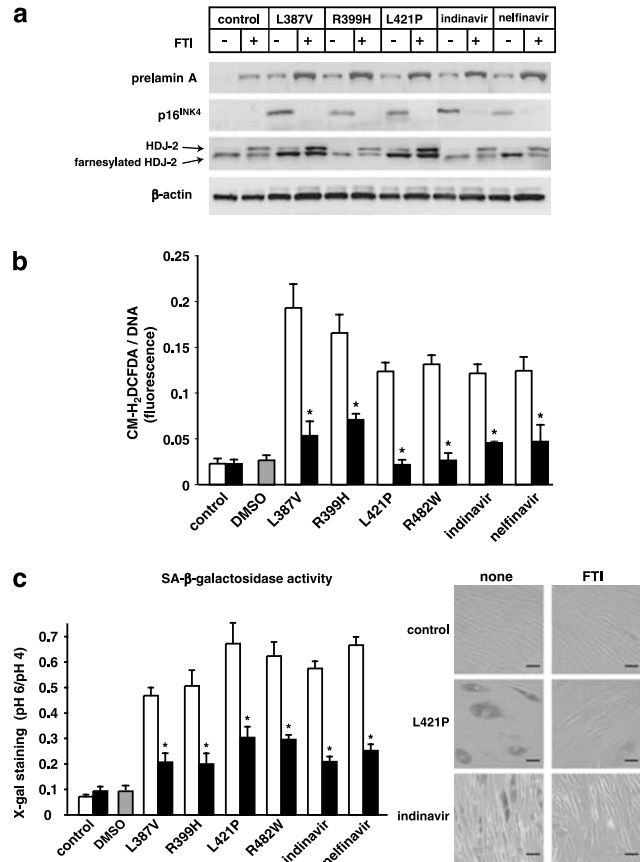 a
control L387V R399H L421P indinavir nelfinavir
FTI - + - + - + - + - + - +
prelamin A
p16INK4
HDJ-2
farnesylated HDJ-2
β-actin
b
CM-H2DCFDA / DNA
(fluorescence)
0.25
0.2
0.15
0.1
0.05
0
* * * * * *
control DMSO L387V R399H L421P R482W indinavir nelfinavir
c
SA-β-galactosidase activity
X-gal staining (pH 6/pH 4)
0.7
0.6
0.5
0.4
0.3
0.2
0.1
0
* * * * * *
control DMSO L387V R399H L421P R482W indinavir nelfinavir
none FTI
control
L421P
indinavir